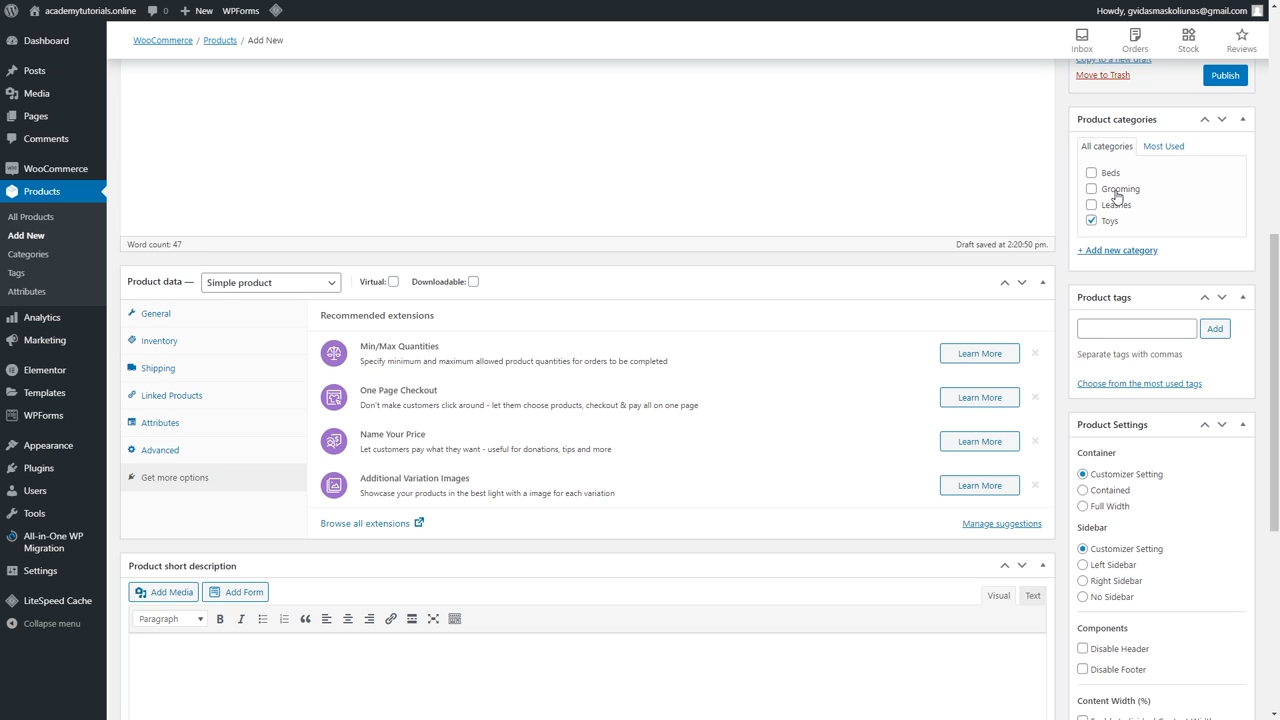 academytutorials.online 0 + New WPForms
Howdy, gvidasmaskoliunas@gmail.com
Dashboard
Posts
Media
Pages
Comments
WooCommerce
Products
All Products
Add New
Categories
Tags
Attributes
Analytics
Marketing
Elementor
Templates
WPForms
Appearance
Plugins
Users
Tools
All-in-One WP
Migration
Settings
LiteSpeed Cache
Collapse menu
WooCommerce / Products / Add New
Inbox Orders Stock Reviews
Word count: 47 Draft saved at 2:20:50 pm.
Product data — Simple product Virtual: Downloadable:
General
Inventory
Shipping
Linked Products
Attributes
Advanced
Get more options
Recommended extensions
Min/Max Quantities
Specify minimum and maximum allowed product quantities for orders to be completed
Learn More
One Page Checkout
Don't make customers click around - let them choose products, checkout & pay all on one page
Learn More
Name Your Price
Let customers pay what they want - useful for donations, tips and more
Learn More
Additional Variation Images
Showcase your products in the best light with a image for each variation
Learn More
Browse all extensions Manage suggestions
Product short description
Add Media Add Form
Visual Text
Paragraph B I
Copy to a new draft
Move to Trash Publish
Product categories
All categories Most Used
Beds
Grooming
Leashes
Toys
+ Add new category
Product tags
Add
Separate tags with commas
Choose from the most used tags
Product Settings
Container
Customizer Setting
Contained
Full Width
Sidebar
Customizer Setting
Left Sidebar
Right Sidebar
No Sidebar
Components
Disable Header
Disable Footer
Content Width (%)